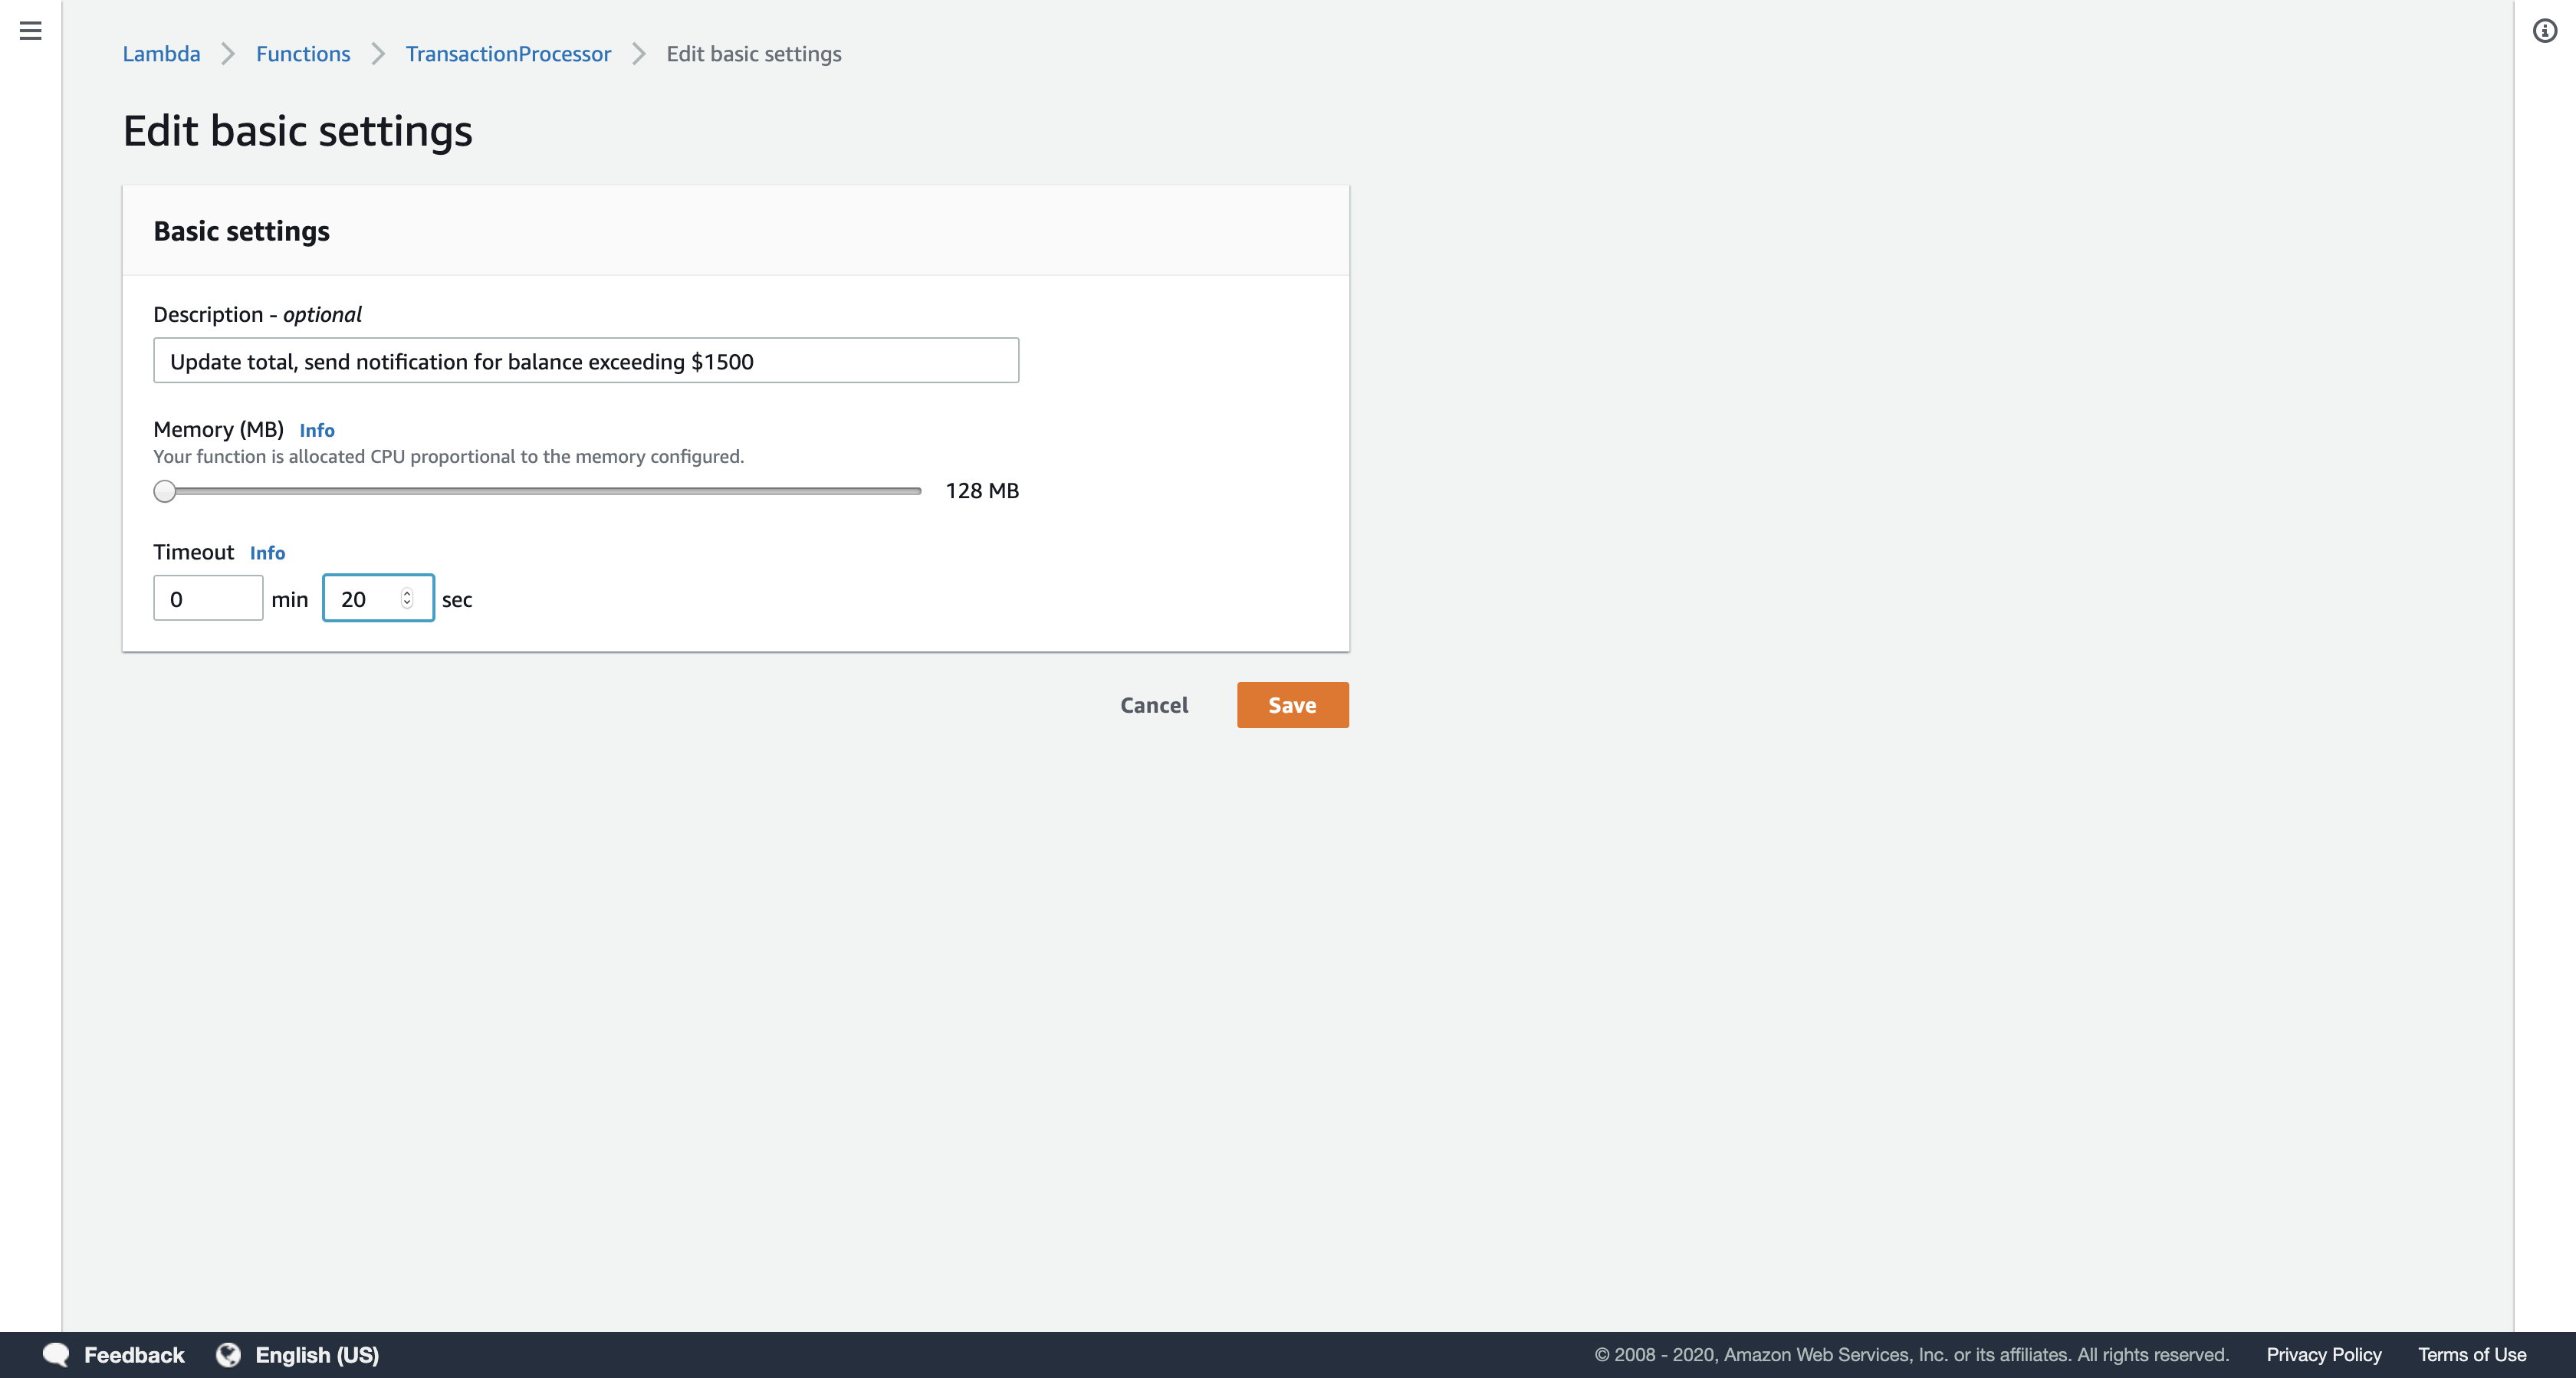 Lambda Functions TransactionProcessor Edit basic settings
Edit basic settings
Basic settings
Description - optional
Update total, send notification for balance exceeding $1500
Memory (MB) Info
Your function is allocated CPU proportional to the memory configured.
128 MB
Timeout Info
0 min 20 sec
Cancel Save
Feedback English (US) © 2008 - 2020, Amazon Web Services, Inc. or its affiliates. All rights reserved. Privacy Policy Terms of Use